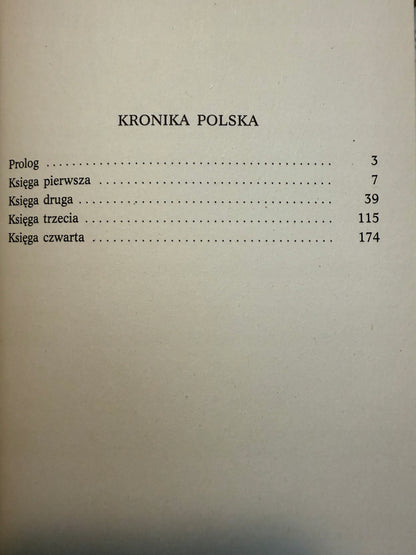 KRONIKA POLSKA
Prolog . . . . . . . . . . . . . . . . . . . . . . . . . . . . . . . . . . . . . . . . 3
Księga pierwsza . . . . . . . . . . . . . . . . . . . . . . . . . . . . . . . . . 7
Księga druga . . . . . . . . . . . . . . . . . . . . . . . . . . . . . . . . . . . 39
Księga trzecia . . . . . . . . . . . . . . . . . . . . . . . . . . . . . . . . . . 115
Księga czwarta . . . . . . . . . . . . . . . . . . . . . . . . . . . . . . . . . 174